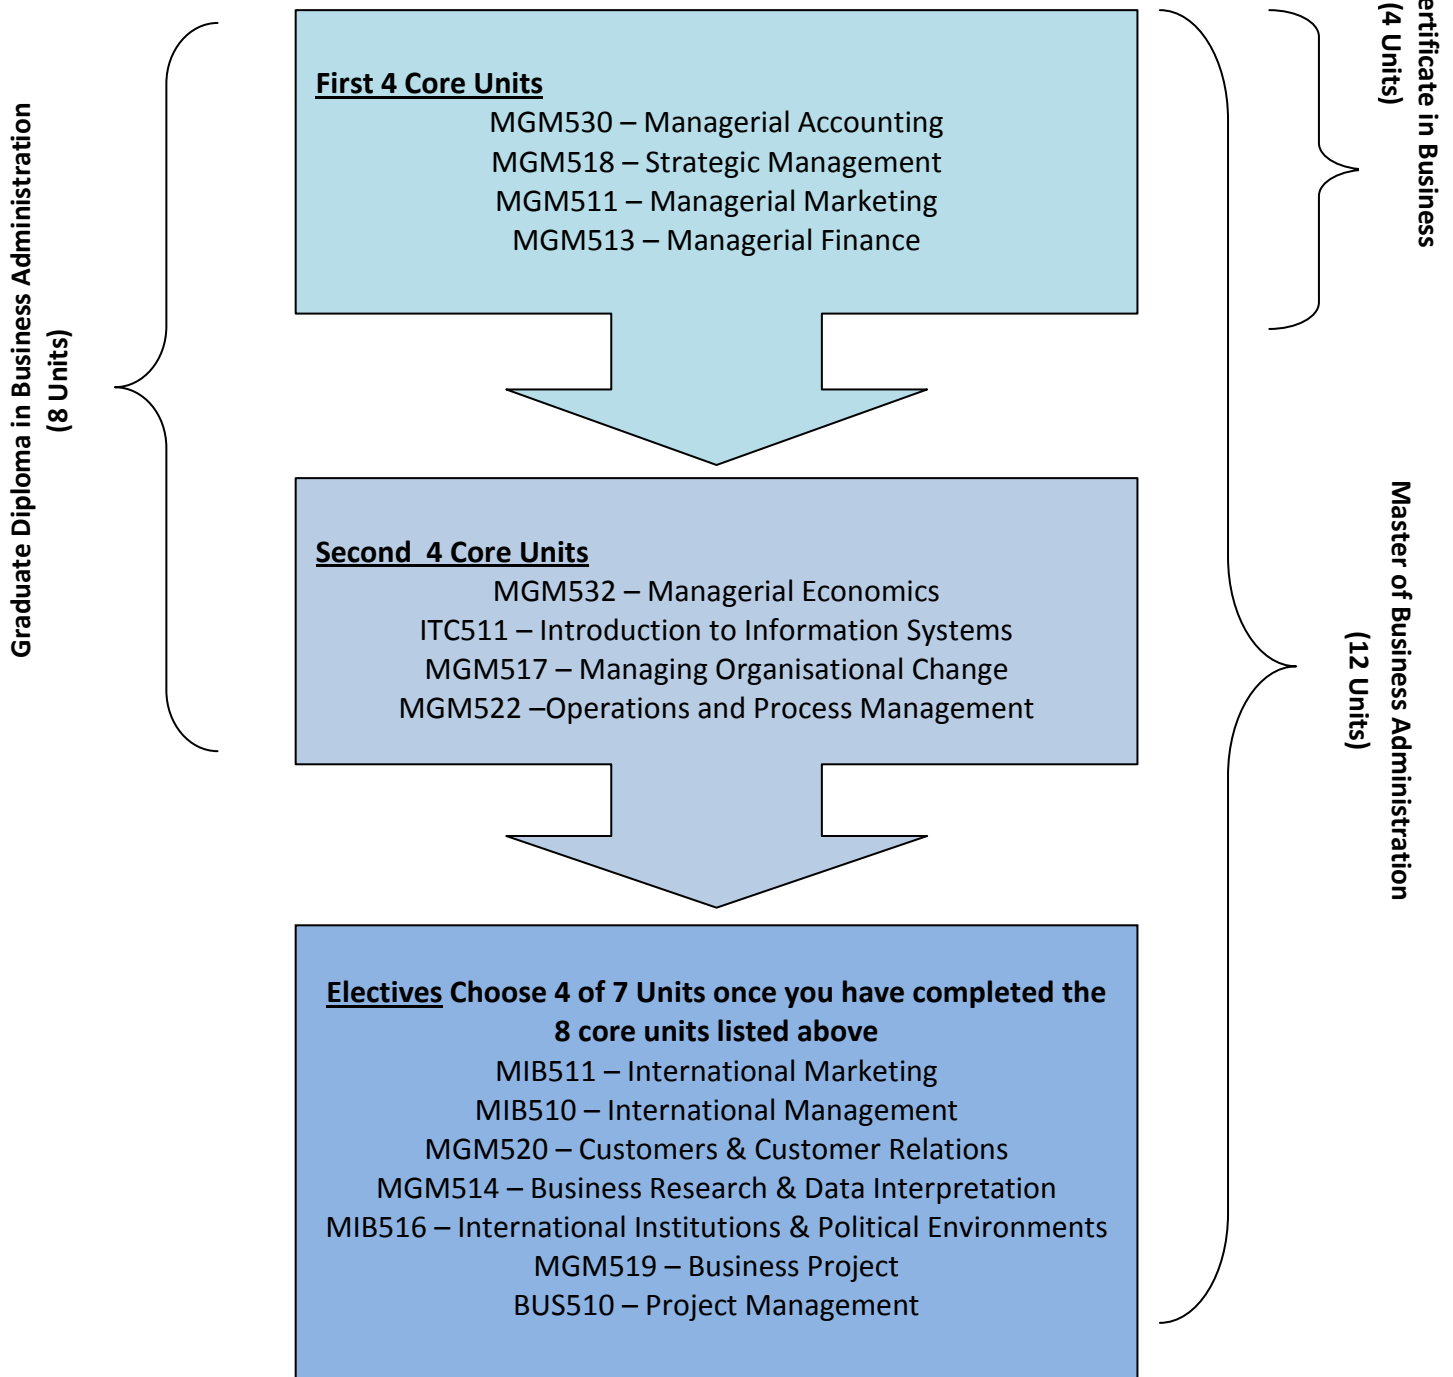 Graduate Diploma in Business Administration
(8 Units)
First 4 Core Units
MGM530 – Managerial Accounting
MGM518 – Strategic Management
MGM511 – Managerial Marketing
MGM513 – Managerial Finance
Second  4 Core Units
MGM532 – Managerial Economics
ITC511 – Introduction to Information Systems
MGM517 – Managing Organisational Change
MGM522 –Operations and Process Management
Electives Choose 4 of 7 Units once you have completed the
8 core units listed above
MIB511 – International Marketing
MIB510 – International Management
MGM520 – Customers & Customer Relations
MGM514 – Business Research & Data Interpretation
MIB516 – International Institutions & Political Environments
MGM519 – Business Project
BUS510 – Project Management
in Business
(4 Units)
Master of Business Administration
(12 Units)